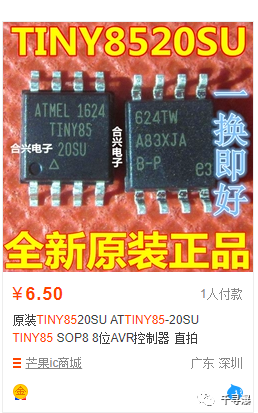 TINY8520SU
ATMEL 1624
TINY85
20SU
合兴电子
624TW
A83XJA
B-P
e3
合兴电子
一换即好
全新原装正品
¥6.50
1人付款
原装TINY8520SU ATTINY85-20SU
TINY85 SOP8 8位AVR控制器 直拍
芒果ic商城
广东 深圳